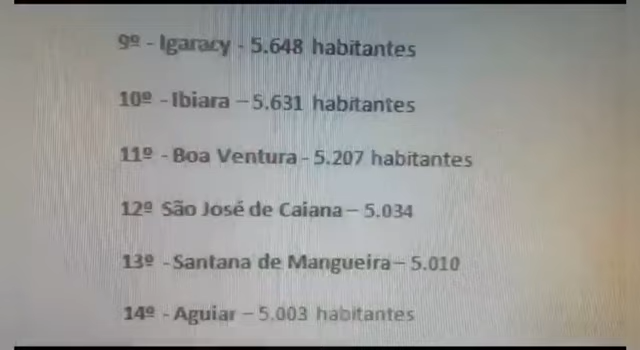 9º - Igaracy - 5.648 habitantes
10º - Ibiara – 5.631 habitantes
11º - Boa Ventura - 5.207 habitantes
12º São José de Caiana – 5.034
13º - Santana de Mangueira – 5.010
14º - Aguiar – 5.003 habitantes